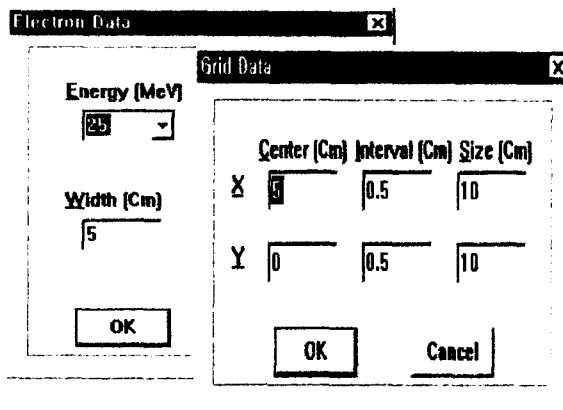 Electron Data
Energy (MeV)
25
Width (Cm)
5
OK
Grid Data
Center (Cm) Interval (Cm) Size (Cm)
X 5 0.5 10
Y 0 0.5 10
OK Cancel